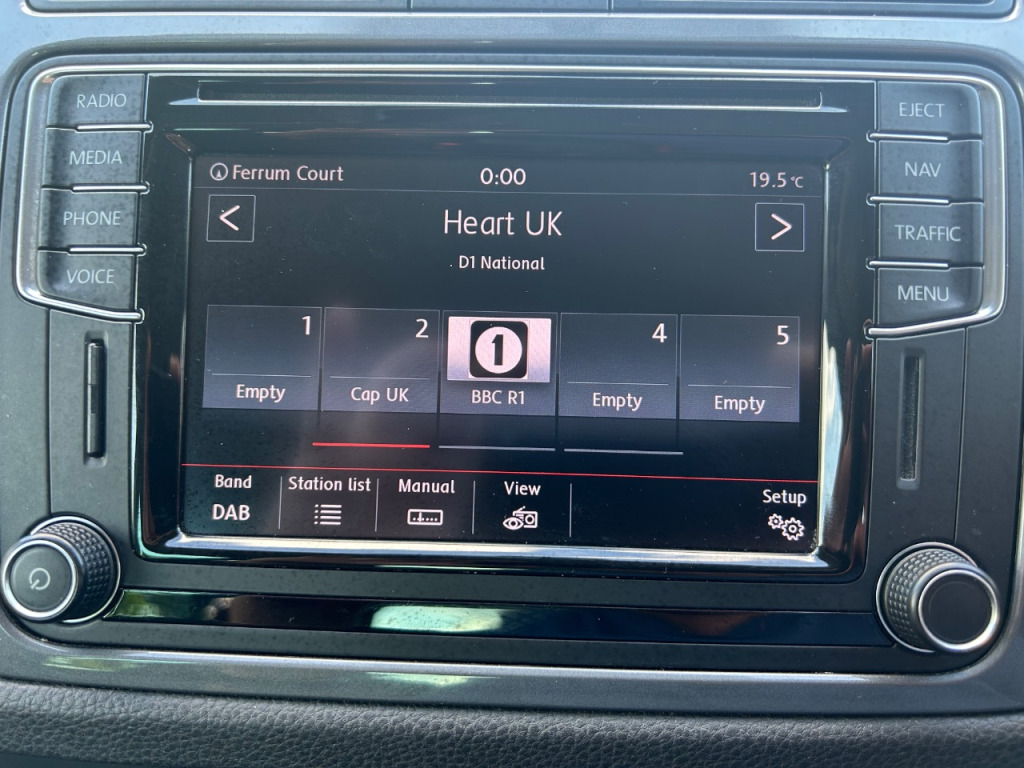 RADIO
MEDIA
PHONE
VOICE
EJECT
NAV
TRAFFIC
MENU
Ferrum Court 0:00 19.5°C
< Heart UK >
D1 National
1 2 1 4 5
Empty Cap UK BBC R1 Empty Empty
Band Station list Manual View Setup
DAB